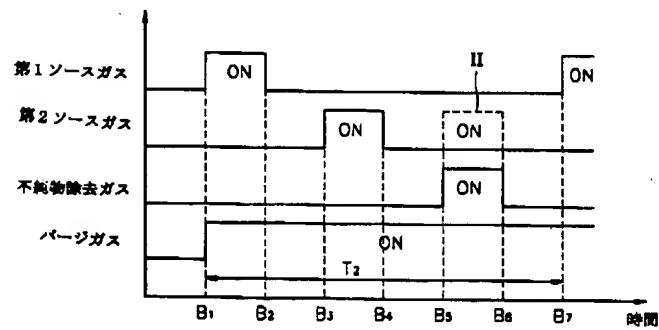 第1ソースガス
ON
ON
II
第2ソースガス
ON
ON
不純物除去ガス
ON
パージガス
ON
T₂
B₁ B₂ B₃ B₄ B₅ B₆ B₇ 時間